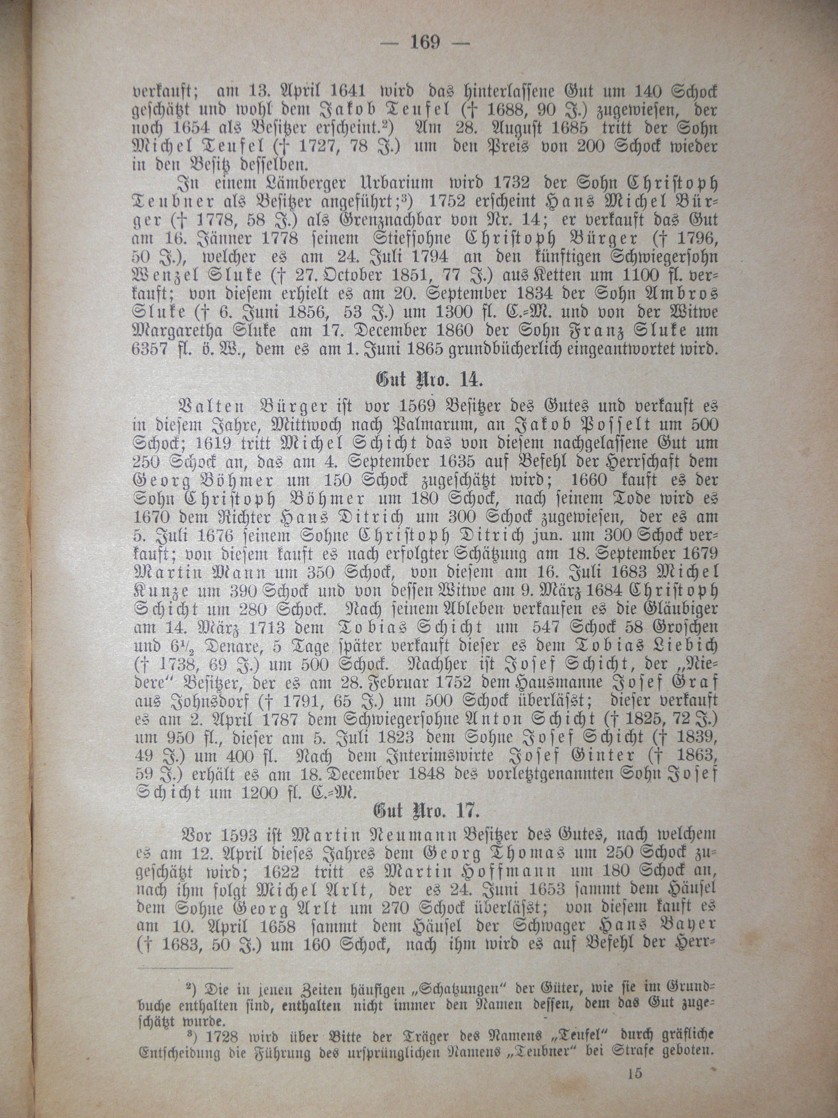 — 169 —
verkauft; am 13. April 1641 wird das hinterlassene Gut um 140 Schock
geschätzt und wohl dem Jakob Teufel († 1688, 90 J.) zugewiesen, der
noch 1654 als Besitzer erscheint.²) Am 28. August 1685 tritt der Sohn
Michel Teufel († 1727, 78 J.) um den Preis von 200 Schock wieder
in den Besitz desselben.
In einem Lämberger Urbarium wird 1732 der Sohn Christoph
Teubner als Besitzer angeführt;³) 1752 erscheint Hans Michel Bür-
ger († 1778, 58 J.) als Grenznachbar von Nr. 14; er verkauft das Gut
am 16. Jänner 1778 seinem Stiefsohne Christoph Bürger († 1796,
50 J.), welcher es am 24. Juli 1794 an den künftigen Schwiegersohn
Wenzel Sluke († 27. October 1851, 77 J.) aus Ketten um 1100 fl. ver-
kauft; von diesem erhielt es am 20. September 1834 der Sohn Ambros
Sluke († 6. Juni 1856, 53 J.) um 1300 fl. C.-M. und von der Witwe
Margaretha Sluke am 17. December 1860 der Sohn Franz Sluke um
6357 fl. ö. W., dem es am 1. Juni 1865 grundbücherlich eingeantwortet wird.
Gut Nro. 14.
Valten Bürger ist vor 1569 Besitzer des Gutes und verkauft es
in diesem Jahre, Mittwoch nach Palmarum, an Jakob Posselt um 500
Schock; 1619 tritt Michel Schicht das von diesem nachgelassene Gut um
250 Schock an, das am 4. September 1635 auf Befehl der Herrschaft dem
Georg Böhmer um 150 Schock zugeschätzt wird; 1660 kauft es der
Sohn Christoph Böhmer um 180 Schock, nach seinem Tode wird es
1670 dem Richter Hans Ditrich um 300 Schock zugewiesen, der es am
5. Juli 1676 seinem Sohne Christoph Ditrich jun. um 300 Schock ver-
kauft; von diesem kauft es nach erfolgter Schätzung am 18. September 1679
Martin Mann um 350 Schock, von diesem am 16. Juli 1683 Michel
Kunze um 390 Schock und von dessen Witwe am 9. März 1684 Christoph
Schicht um 280 Schock. Nach seinem Ableben verkaufen es die Gläubiger
am 14. März 1713 dem Tobias Schicht um 547 Schock 58 Groschen
und 6½ Denare, 5 Tage später verkauft dieser es dem Tobias Liebich
(† 1738, 69 J.) um 500 Schock. Nachher ist Josef Schicht, der „Nie-
dere“ Besitzer, der es am 28. Februar 1752 dem Hausmanne Josef Graf
aus Johnsdorf († 1791, 65 J.) um 500 Schock überläßt; dieser verkauft
es am 2. April 1787 dem Schwiegersohne Anton Schicht († 1825, 72 J.)
um 950 fl., dieser am 5. Juli 1823 dem Sohne Josef Schicht († 1839,
49 J.) um 400 fl. Nach dem Interimswirte Josef Ginter († 1863,
59 J.) erhält es am 18. December 1848 des vorletztgenannten Sohn Josef
Schicht um 1200 fl. C.-M.
Gut Nro. 17.
Vor 1593 ist Martin Neumann Besitzer des Gutes, nach welchem
es am 12. April dieses Jahres dem Georg Thomas um 250 Schock zu-
geschätzt wird; 1622 tritt es Martin Hoffmann um 180 Schock an,
nach ihm folgt Michel Arlt, der es 24. Juni 1653 sammt dem Häusel
dem Sohne Georg Arlt um 270 Schock überläßt; von diesem kauft es
am 10. April 1658 sammt dem Häusel der Schwager Hans Bayer
(† 1683, 50 J.) um 160 Schock, nach ihm wird es auf Befehl der Herr-
²) Die in jenen Zeiten häufigen „Schatzungen“ der Güter, wie sie im Grund-
buche enthalten sind, enthalten nicht immer den Namen dessen, dem das Gut zuge-
schätzt wurde.
³) 1728 wird über Bitte der Träger des Namens „Teufel“ durch gräfliche
Entscheidung die Führung des ursprünglichen Namens „Teubner“ bei Strafe geboten.
15